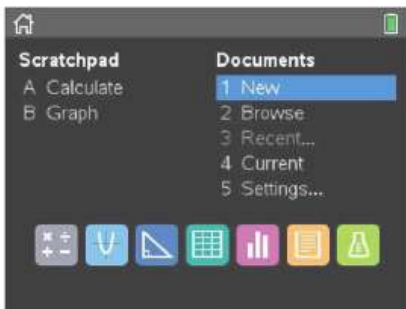 Scratchpad
A Calculate
B Graph
Documents
1 New
2 Browse
3 Recent...
4 Current
5 Settings...